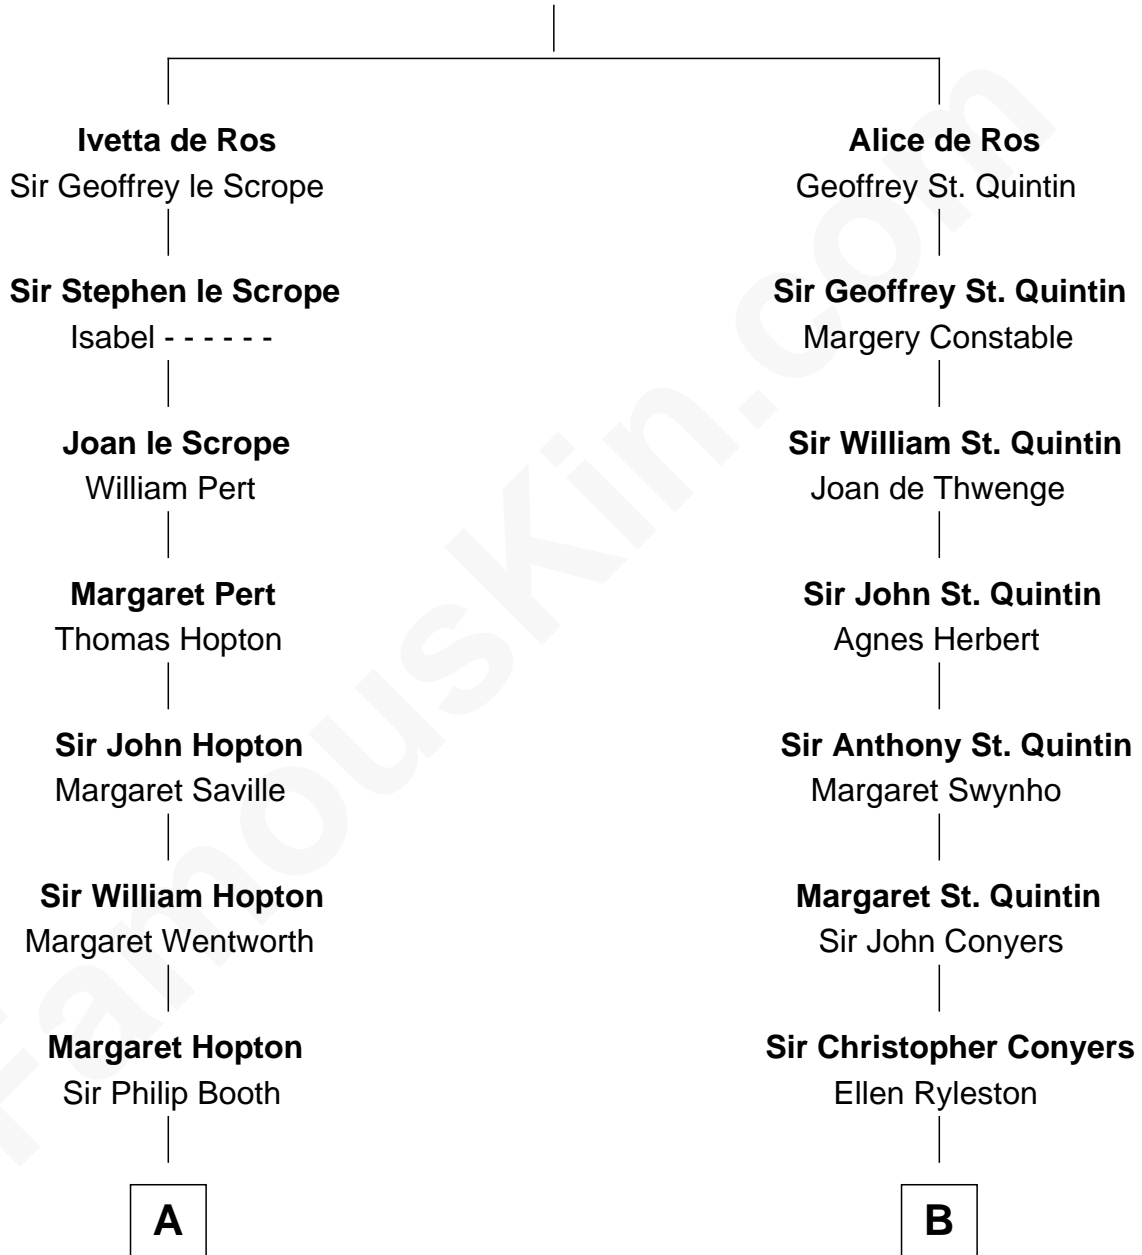 Ivetta de Ros
Sir Geoffrey le Scrope
Alice de Ros
Geoffrey St. Quintin
Sir Stephen le Scrope
Isabel - - - - - -
Sir Geoffrey St. Quintin
Margery Constable
Joan le Scrope
William Pert
Sir William St. Quintin
Joan de Thwenge
Margaret Pert
Thomas Hopton
Sir John St. Quintin
Agnes Herbert
Sir John Hopton
Margaret Saville
Sir Anthony St. Quintin
Margaret Swynho
Sir William Hopton
Margaret Wentworth
Margaret St. Quintin
Sir John Conyers
Margaret Hopton
Sir Philip Booth
Sir Christopher Conyers
Ellen Ryleston
A
B
FamousKin.com